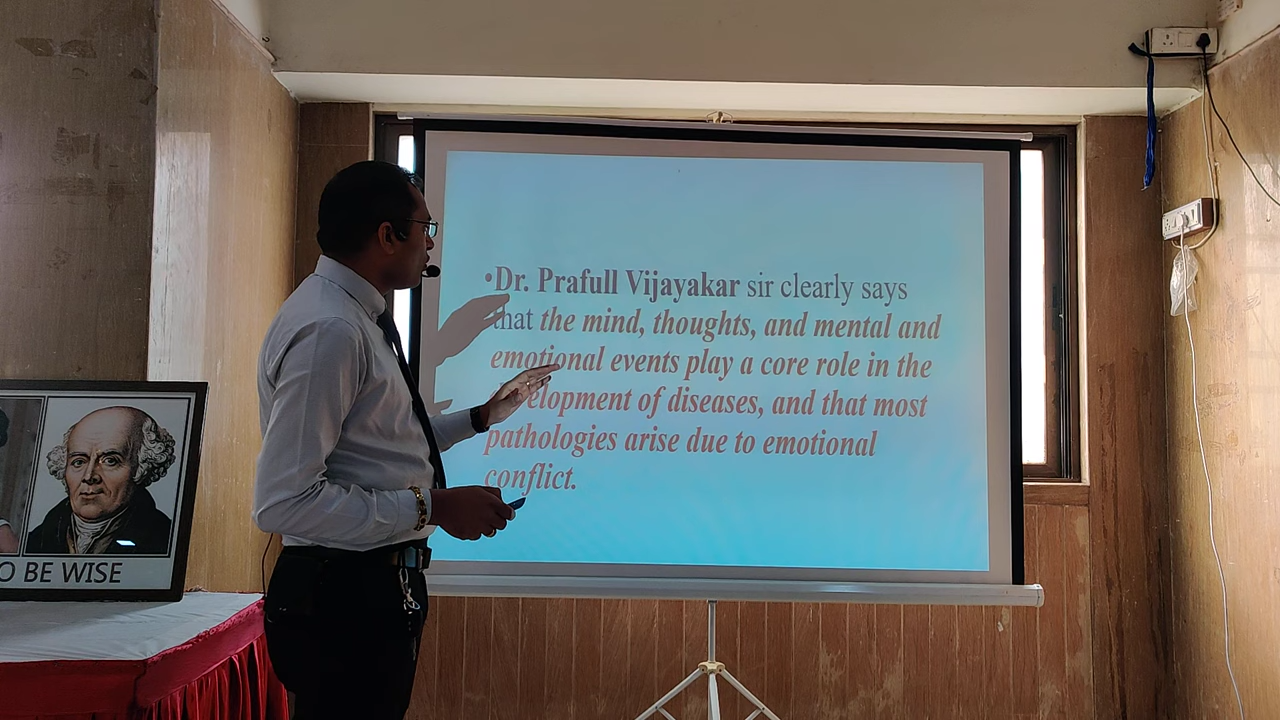 •Dr. Prafull Vijayakar sir clearly says
that the mind, thoughts, and mental and
emotional events play a core role in the
development of diseases, and that most
pathologies arise due to emotional
conflict.
O BE WISE